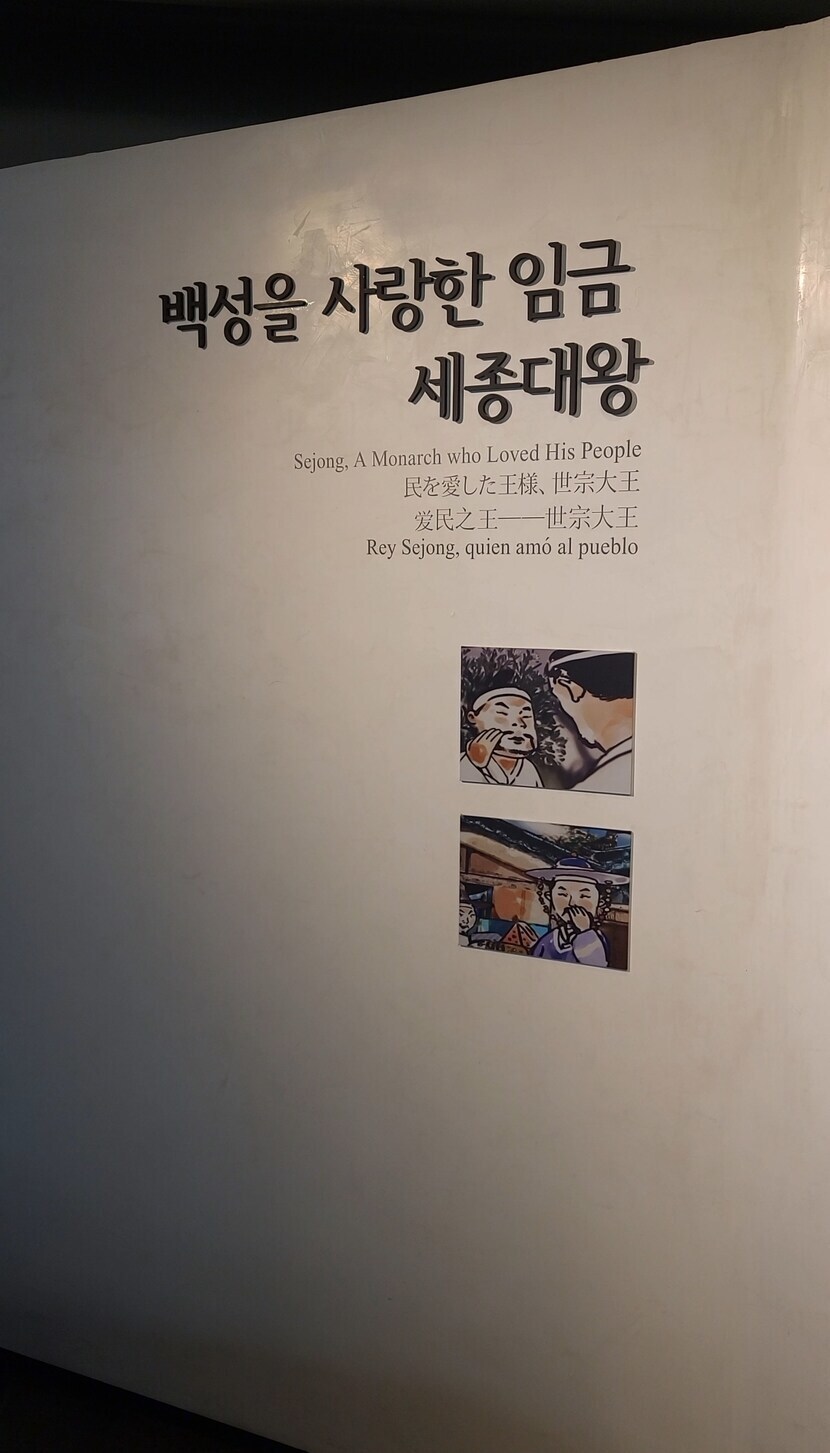 백성을 사랑한 임금
세종대왕
Sejong, A Monarch who Loved His People
民を愛した王様、世宗大王
爱民之王——世宗大王
Rey Sejong, quien amó al pueblo